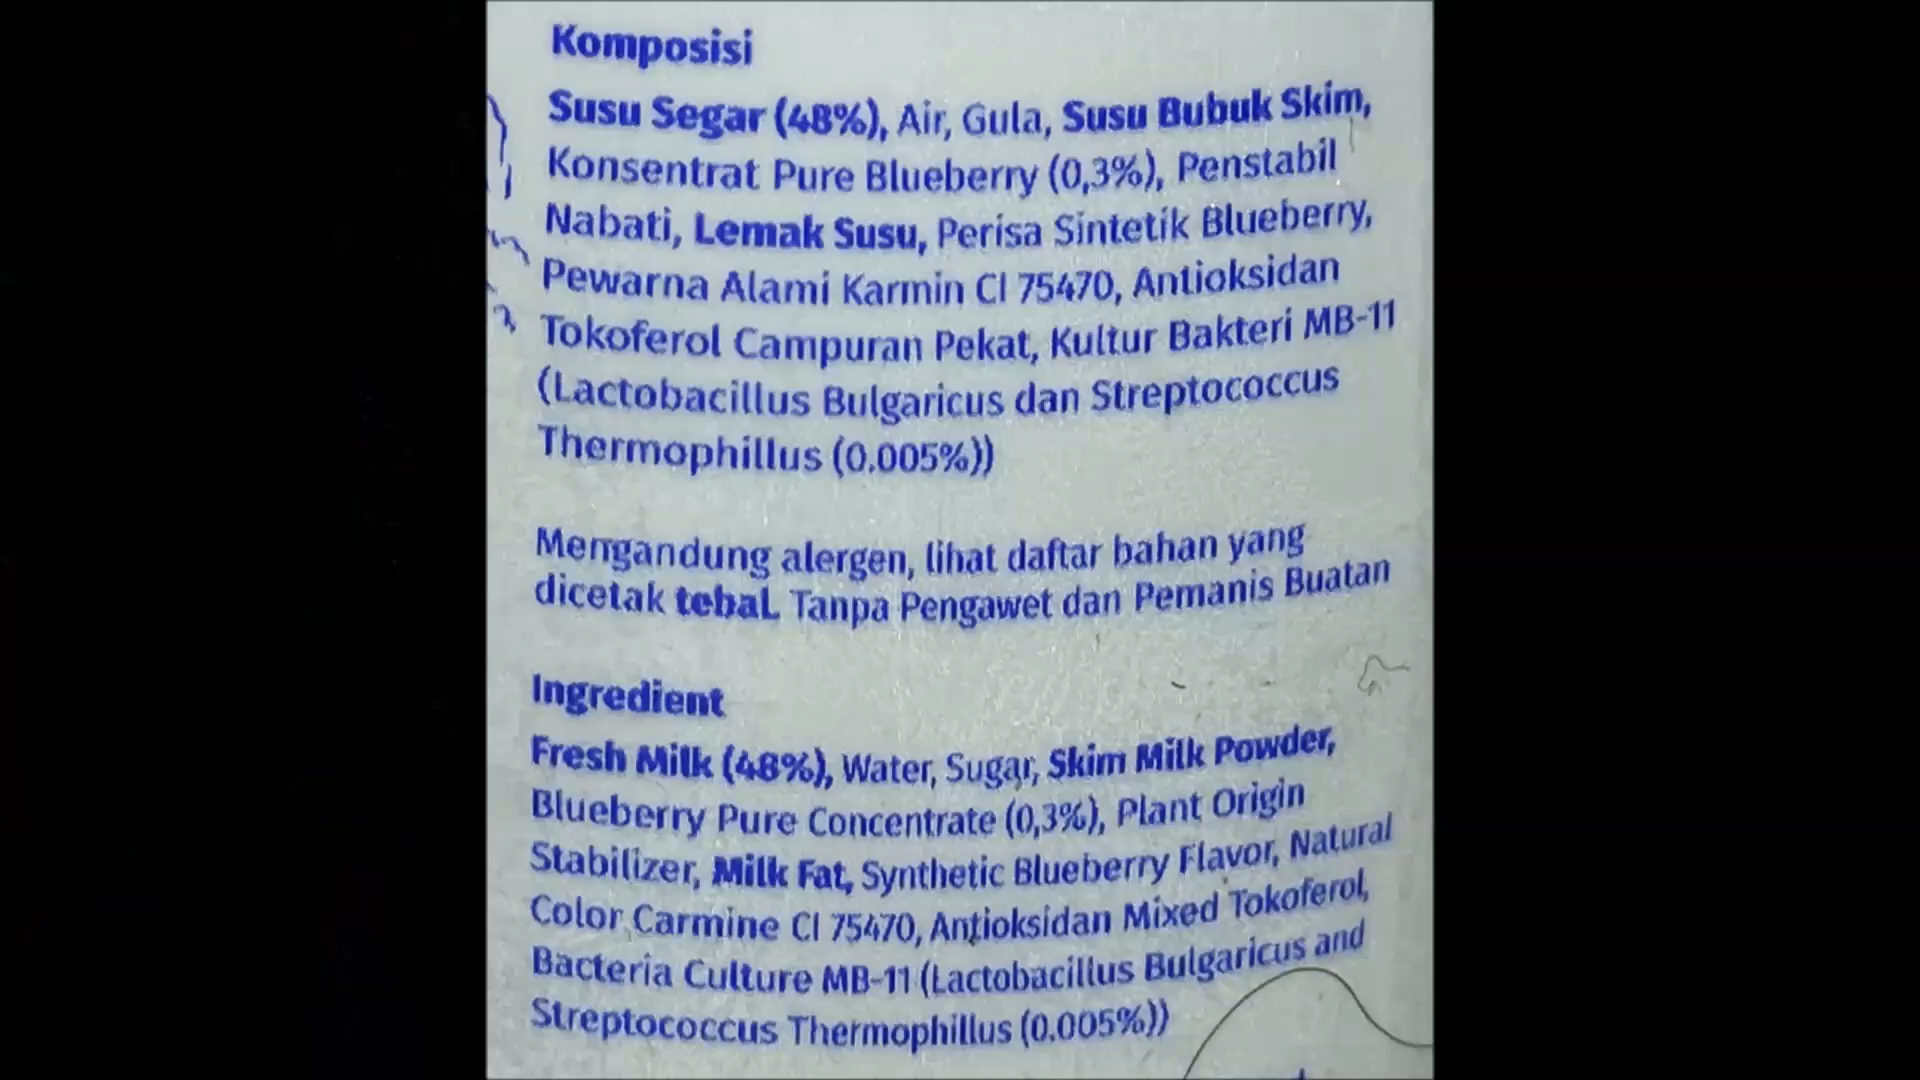 Komposisi
Susu Segar (48%), Air, Gula, Susu Bubuk Skim,
Konsentrat Pure Blueberry (0,3%), Penstabil
Nabati, Lemak Susu, Perisa Sintetik Blueberry,
Pewarna Alami Karmin CI 75470, Antioksidan
Tokoferol Campuran Pekat, Kultur Bakteri MB-11
(Lactobacillus Bulgaricus dan Streptococcus
Thermophillus (0.005%))
Mengandung alergen, lihat daftar bahan yang
dicetak tebal. Tanpa Pengawet dan Pemanis Buatan
Ingredient
Fresh Milk (48%), Water, Sugar, Skim Milk Powder,
Blueberry Pure Concentrate (0,3%), Plant Origin
Stabilizer, Milk Fat, Synthetic Blueberry Flavor, Natural
Color Carmine CI 75470, Antioksidan Mixed Tokoferol,
Bacteria Culture MB-11 (Lactobacillus Bulgaricus and
Streptococcus Thermophillus (0.005%))